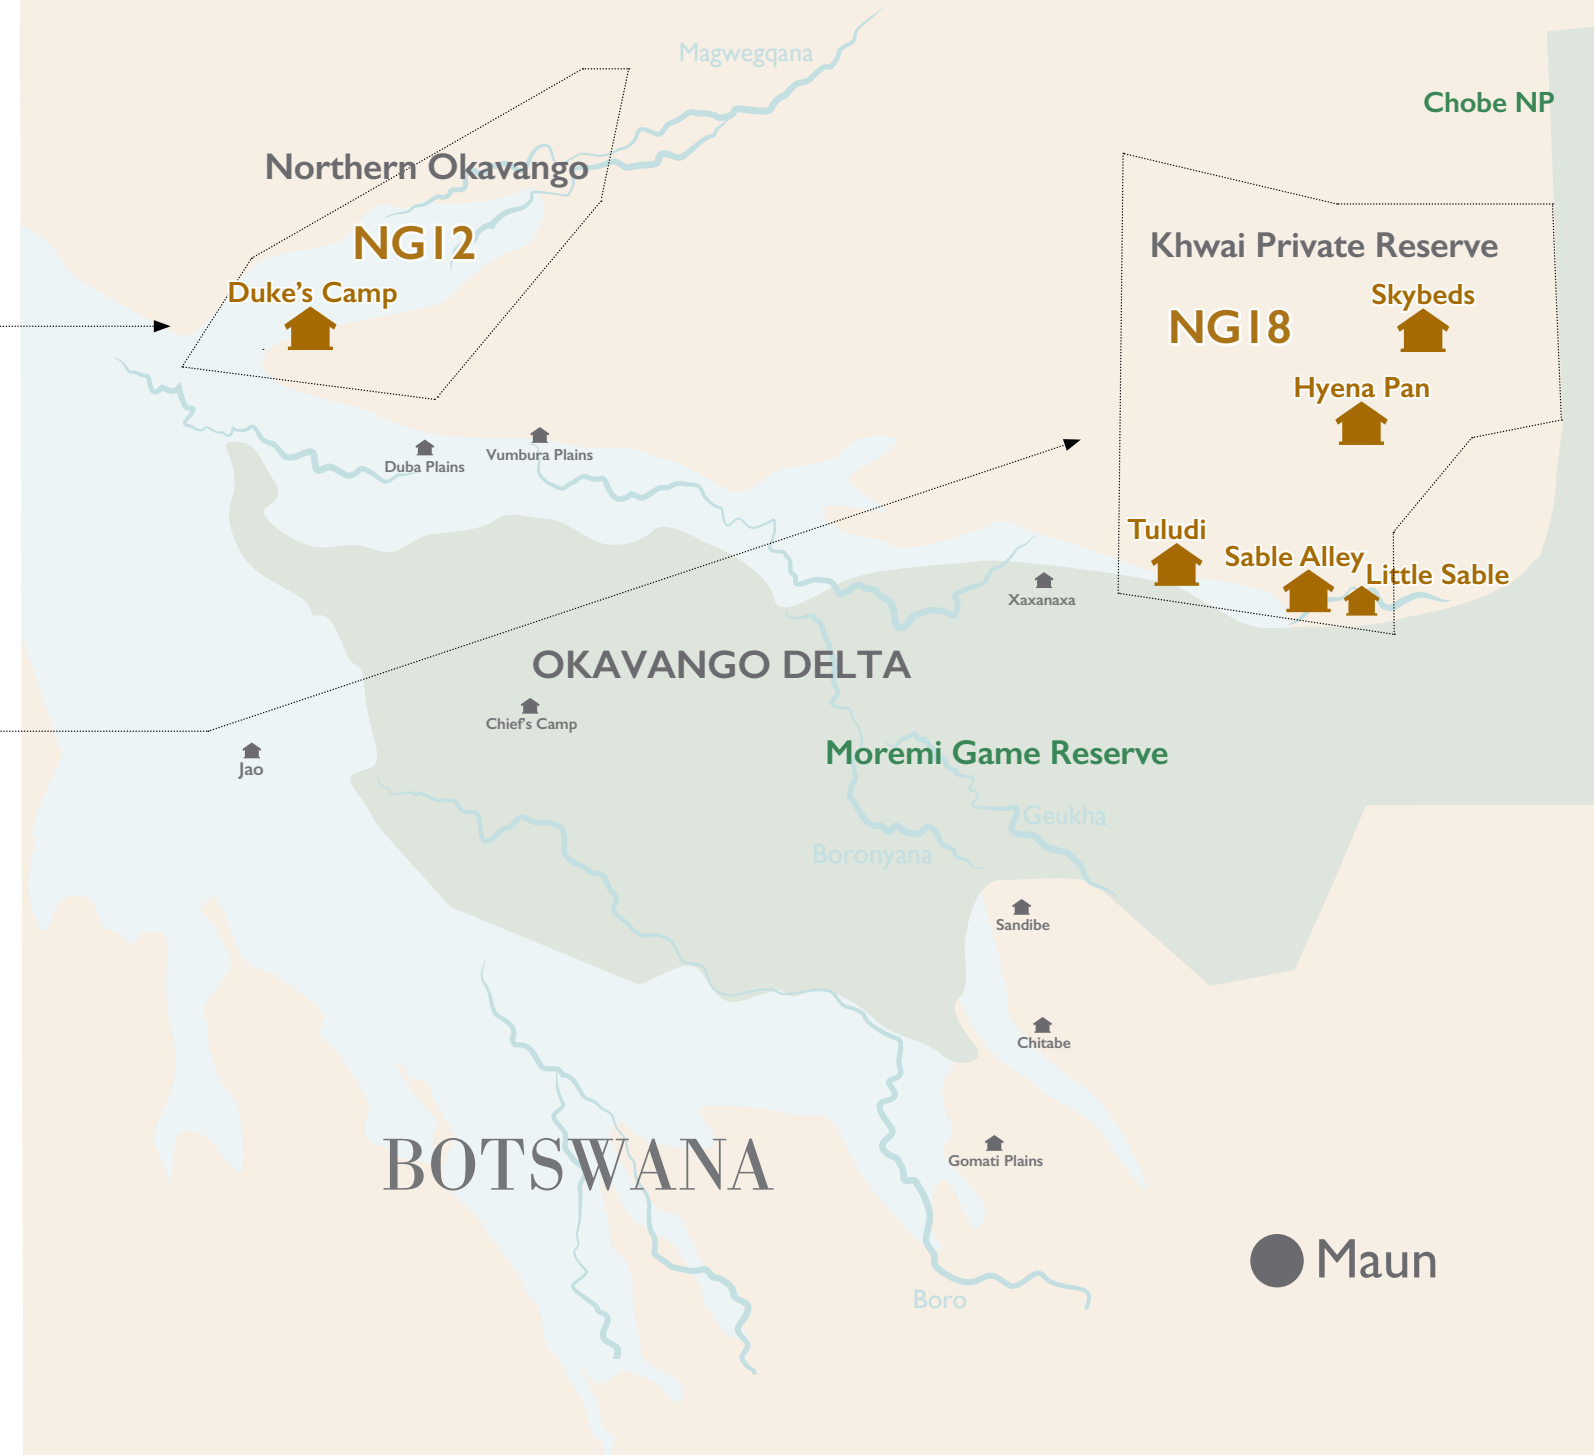 Magwegqana
Chobe NP
Northern Okavango
NG12
Duke’s Camp
Khwai Private Reserve
NG18
Skybeds
Hyena Pan
Duba Plains
Vumbura Plains
Tuludi
Sable Alley
Little Sable
Xaxanaxa
OKAVANGO DELTA
Chief’s Camp
Moremi Game Reserve
Jao
Geukha
Boronyana
Sandibe
Chitabe
BOTSWANA
Gomati Plains
Maun
Boro